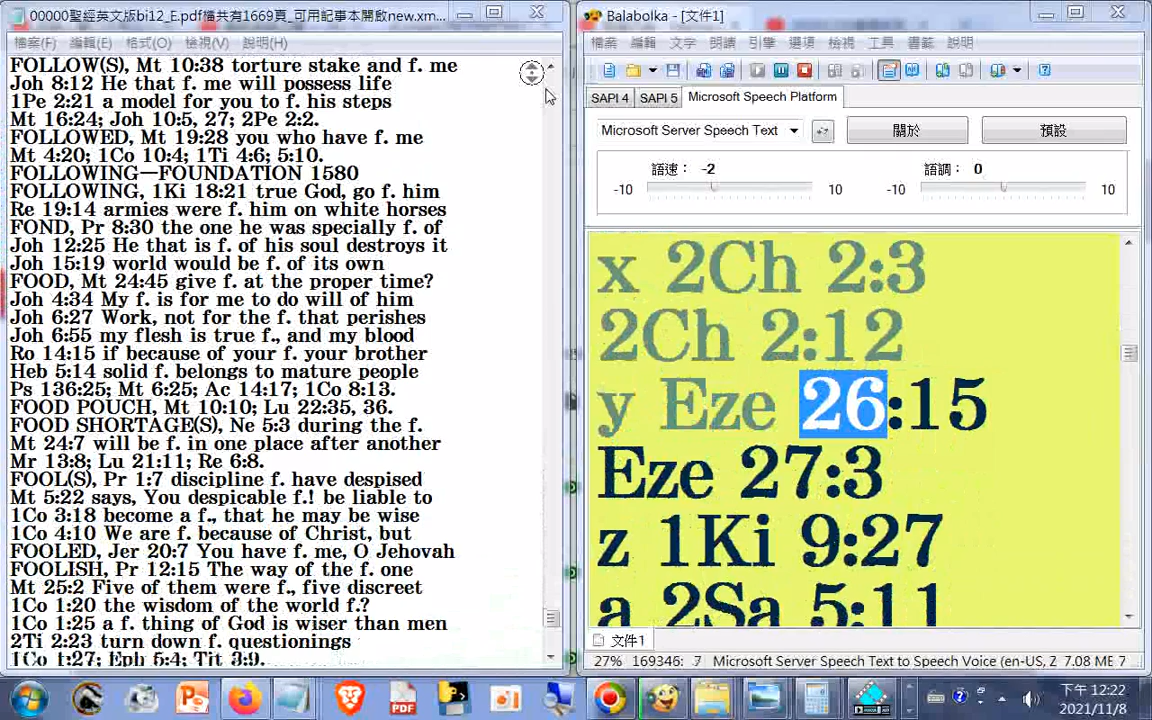 00000聖經英文版bi12_E.pdf檔共有1669頁_可用記事本開啟new.xm...
檔案(F) 編輯(E) 格式(O) 檢視(V) 說明(H)
FOLLOW(S), Mt 10:38 torture stake and f. me
Joh 8:12 He that f. me will possess life
1Pe 2:21 a model for you to f. his steps
Mt 16:24; Joh 10:5, 27; 2Pe 2:2.
FOLLOWED, Mt 19:28 you who have f. me
Mt 4:20; 1Co 10:4; 1Ti 4:6; 5:10.
FOLLOWING—FOUNDATION 1580
FOLLOWING, 1Ki 18:21 true God, go f. him
Re 19:14 armies were f. him on white horses
FOND, Pr 8:30 the one he was specially f. of
Joh 12:25 He that is f. of his soul destroys it
Joh 15:19 world would be f. of its own
FOOD, Mt 24:45 give f. at the proper time?
Joh 4:34 My f. is for me to do will of him
Joh 6:27 Work, not for the f. that perishes
Joh 6:55 my flesh is true f., and my blood
Ro 14:15 if because of your f. your brother
Heb 5:14 solid f. belongs to mature people
Ps 136:25; Mt 6:25; Ac 14:17; 1Co 8:13.
FOOD POUCH, Mt 10:10; Lu 22:35, 36.
FOOD SHORTAGE(S), Ne 5:3 during the f.
Mt 24:7 will be f. in one place after another
Mr 13:8; Lu 21:11; Re 6:8.
FOOL(S), Pr 1:7 discipline f. have despised
Mt 5:22 says, You despicable f.! be liable to
1Co 3:18 become a f., that he may be wise
1Co 4:10 We are f. because of Christ, but
FOOLED, Jer 20:7 You have f. me, O Jehovah
FOOLISH, Pr 12:15 The way of the f. one
Mt 25:2 Five of them were f., five discreet
1Co 1:20 the wisdom of the world f.?
1Co 1:25 a f. thing of God is wiser than men
2Ti 2:23 turn down f. questionings
1Co 1:27; Eph 5:4; Tit 3:9.
Balabolka - [文件1]
檔案 編輯 文字 朗讀 引擎 選項 檢視 工具 書籤 說明
SAPI 4 SAPI 5 Microsoft Speech Platform
Microsoft Server Speech Text 關於 預設
語速： -2 語調： 0
-10 10 -10 10
x 2Ch 2:3
2Ch 2:12
y Eze 26:15
Eze 27:3
z 1Ki 9:27
a 2Sa 5:11
文件1
27% 169346: 7 Microsoft Server Speech Text to Speech Voice (en-US, Z 7.08 ME 7
PDF
下午 12:22
2021/11/8